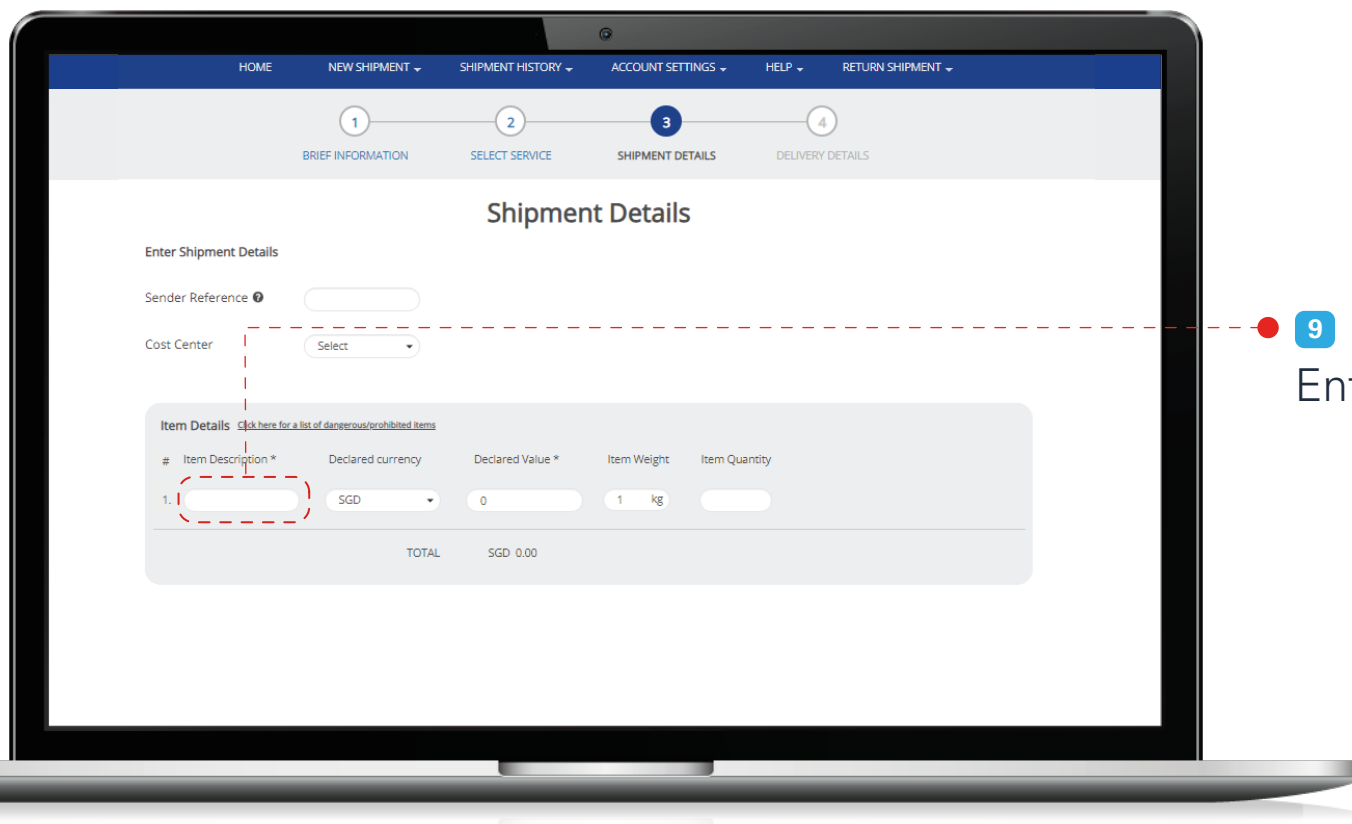 HOME NEW SHIPMENT SHIPMENT HISTORY ACCOUNT SETTINGS HELP RETURN SHIPMENT
1 2 3 4
BRIEF INFORMATION SELECT SERVICE SHIPMENT DETAILS DELIVERY DETAILS
Shipment Details
Enter Shipment Details
Sender Reference ?
9
Cost Center Select
Ent
Item Details Click here for a list of dangerous/prohibited items
# Item Description * Declared currency Declared Value * Item Weight Item Quantity
1. SGD 0 1 kg
TOTAL SGD 0.00